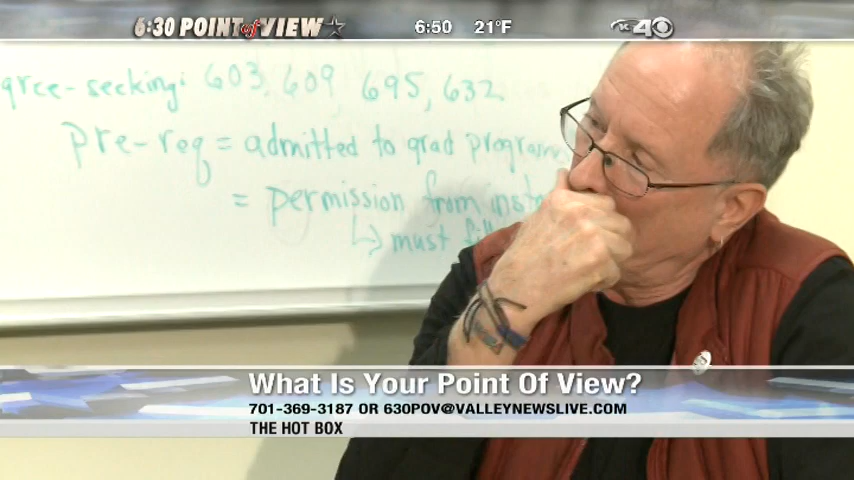 6:30 POINT of VIEW
6:50 21°F
4
gree-seeking: 603, 609, 695, 632
pre-req = admitted to grad program
= permission from inst
↳ must
What Is Your Point Of View?
701-369-3187 OR 630POV@VALLEYNEWSLIVE.COM
THE HOT BOX